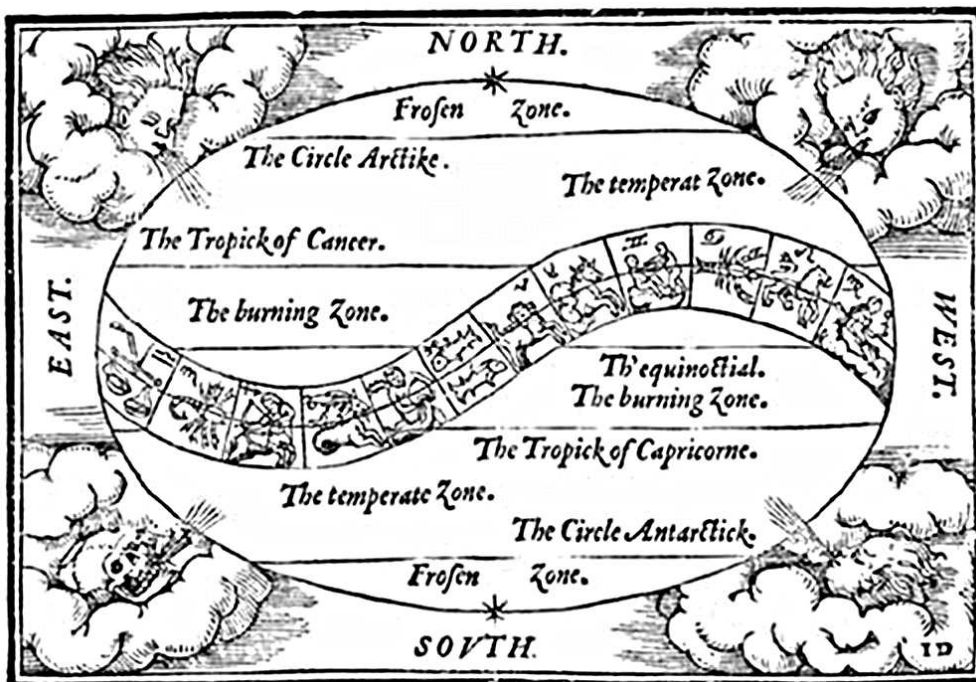 NORTH.
Froſen Zone.
The Circle Arctike.
The temperat Zone.
The Tropick of Cancer.
The burning Zone.
EAST.
WEST.
Th'equinoctial.
The burning Zone.
The Tropick of Capricorne.
The temperate Zone.
The Circle Antarctick.
Froſen Zone.
SOVTH.
ID